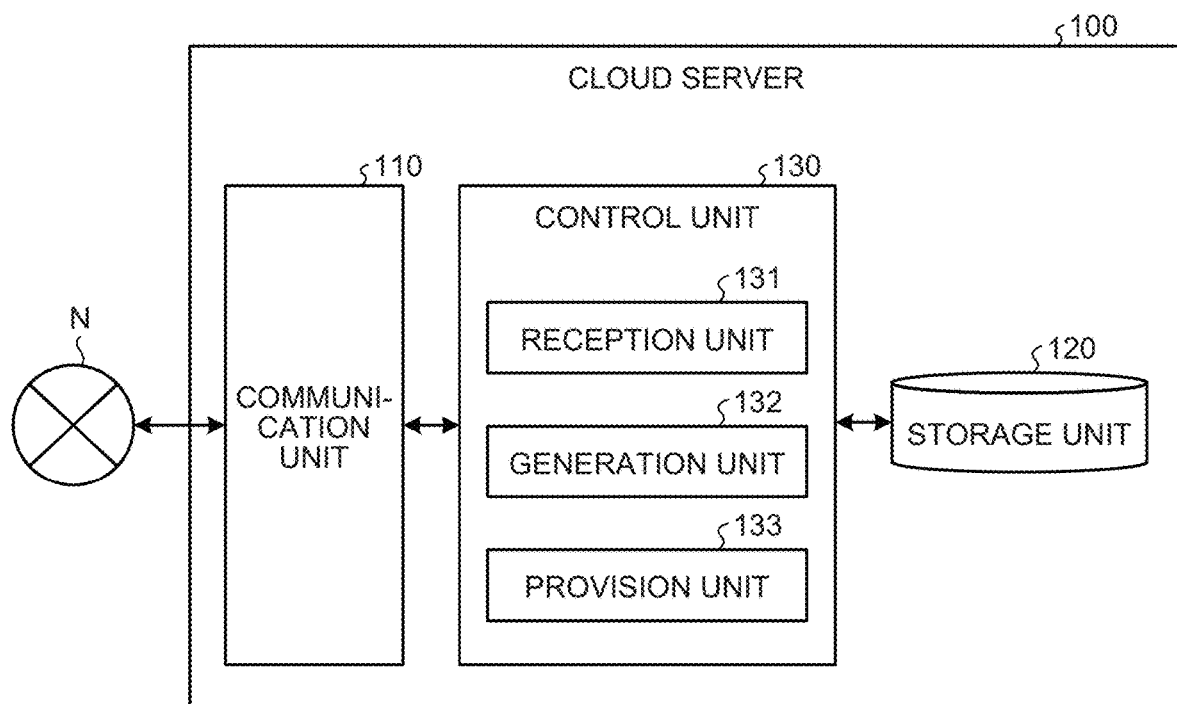 100
CLOUD SERVER
110
130
CONTROL UNIT
131
RECEPTION UNIT
N
120
COMMUNI-
CATION
UNIT
132
GENERATION UNIT
STORAGE UNIT
133
PROVISION UNIT